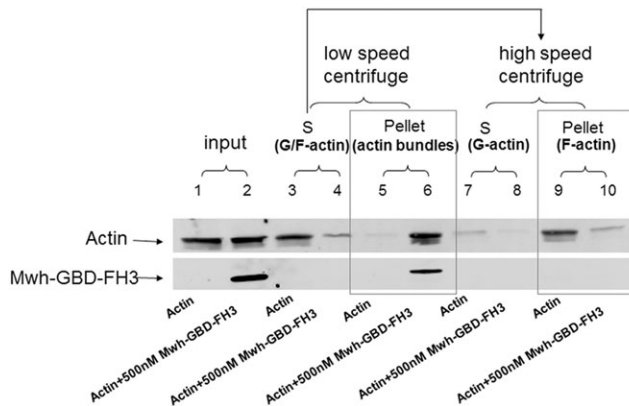 low speed
centrifuge
high speed
centrifuge
input
S
(G/F-actin)
Pellet
(actin bundles)
S
(G-actin)
Pellet
(F-actin)
1 2 3 4 5 6 7 8 9 10
Actin
Mwh-GBD-FH3
Actin
Actin+500nM Mwh-GBD-FH3
Actin
Actin+500nM Mwh-GBD-FH3
Actin
Actin+500nM Mwh-GBD-FH3
Actin
Actin+500nM Mwh-GBD-FH3
Actin
Actin+500nM Mwh-GBD-FH3